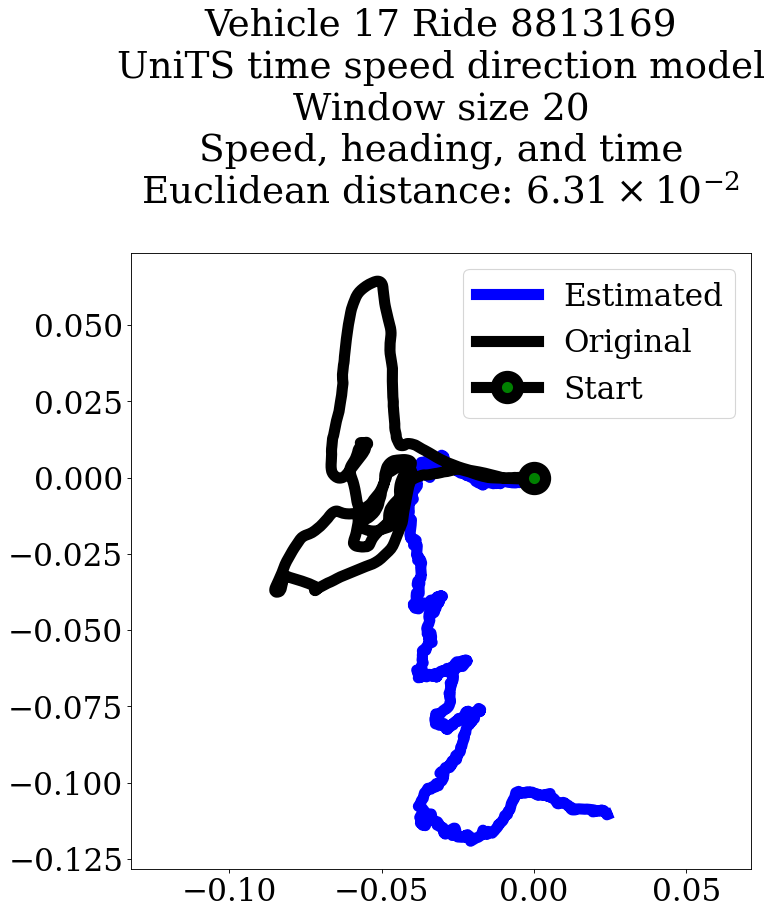 Vehicle 17 Ride 8813169
UniTS time speed direction model
Window size 20
Speed, heading, and time
Euclidean distance: 6.31 × 10⁻²
Estimated
Original
Start
0.050
0.025
0.000
−0.025
−0.050
−0.075
−0.100
−0.125
−0.10 −0.05 0.00 0.05